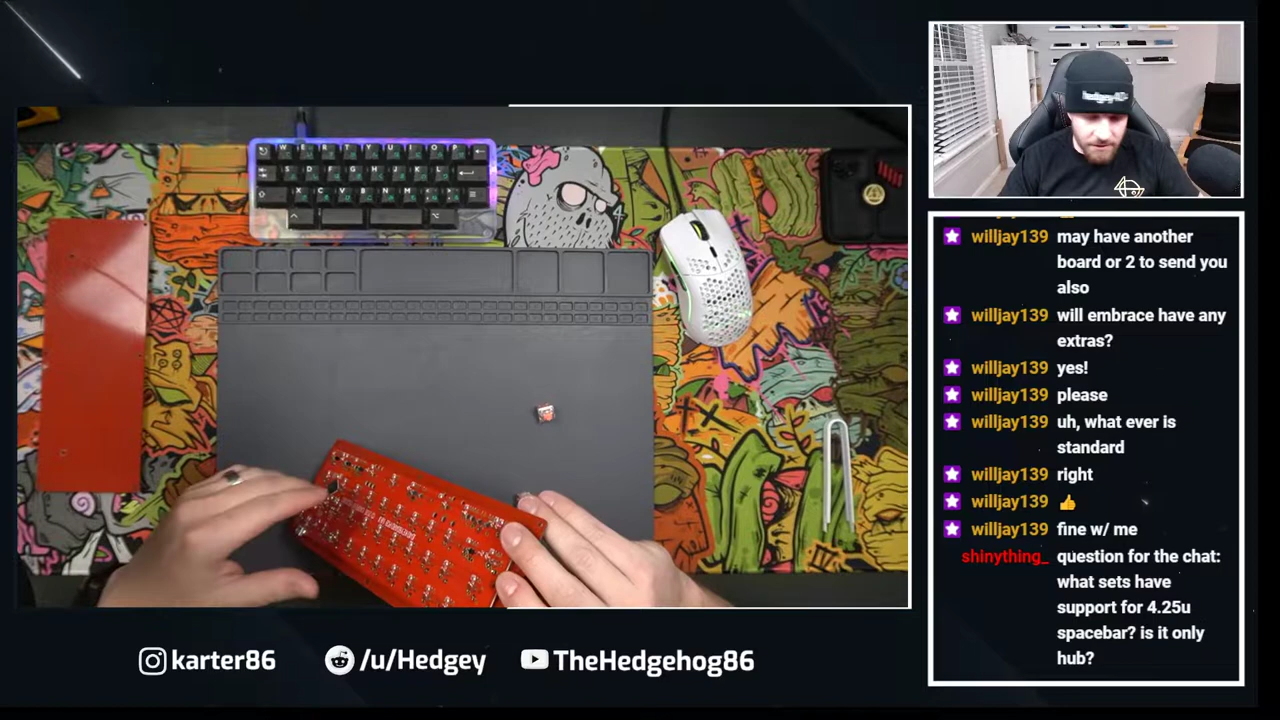 W E R T Y U I O P
S D F G H J K L
X C V B N M
willjay139 may have another
board or 2 to send you
also
willjay139 will embrace have any
extras?
willjay139 yes!
willjay139 please
willjay139 uh, what ever is
standard
willjay139 right
willjay139 👍
willjay139 fine w/ me
shinything_ question for the chat:
what sets have
support for 4.25u
spacebar? is it only
hub?
karter86
/u/Hedgey
TheHedgehog86